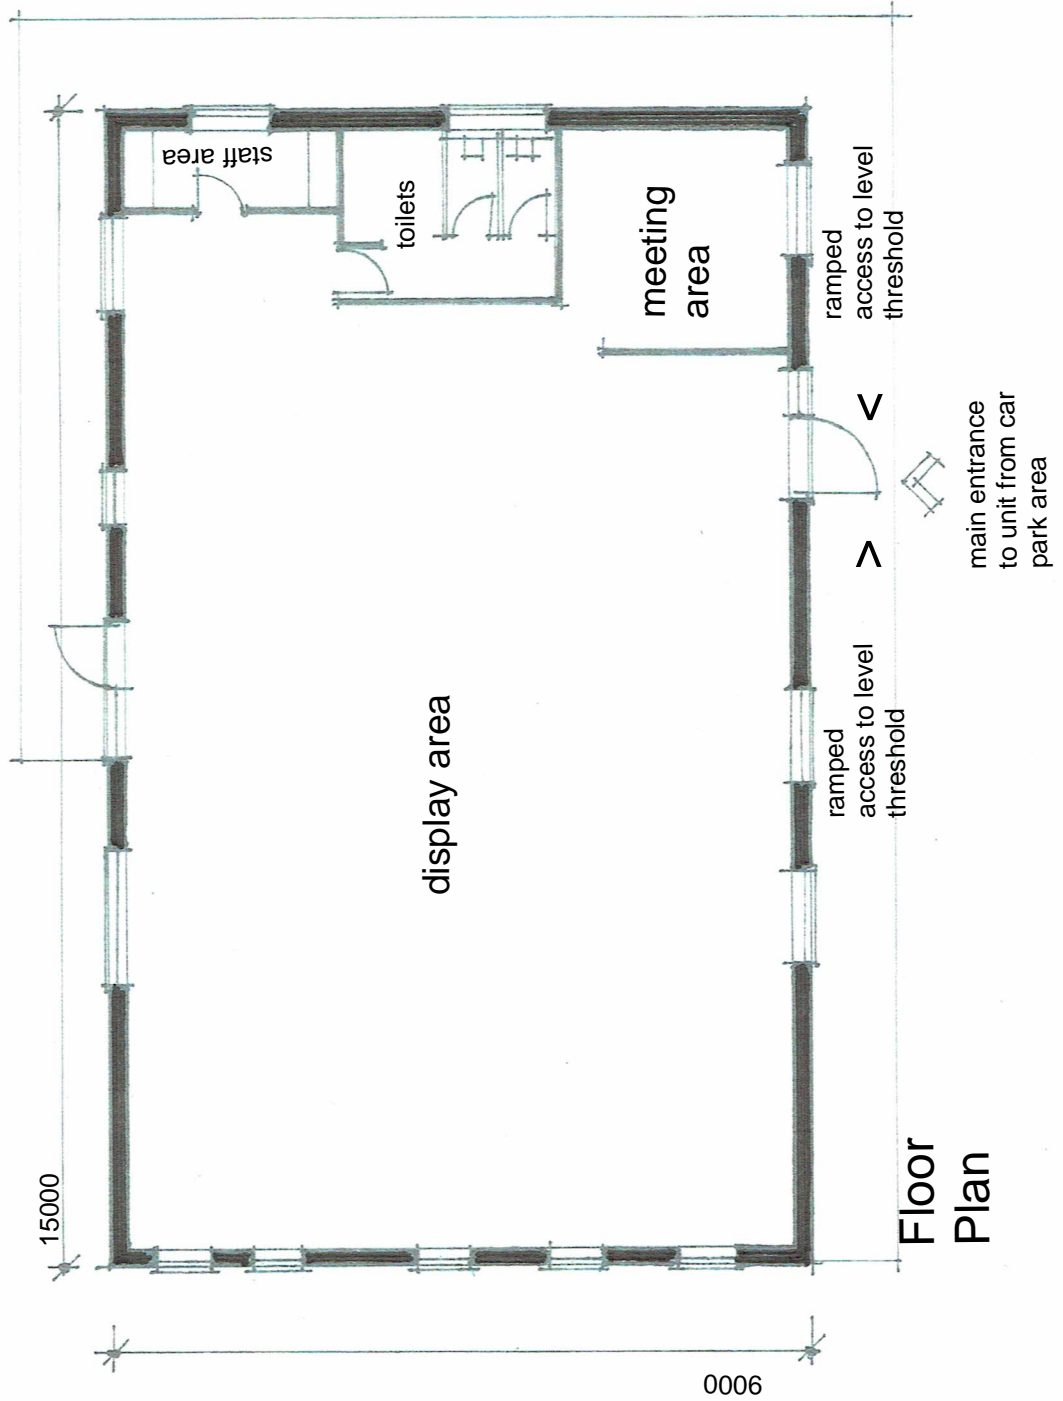 15000
staff area
toilets
meeting
area
display area
ramped
access to level
threshold
<
>
ramped
access to level
threshold
main entrance
to unit from car
park area
Floor
Plan
9000